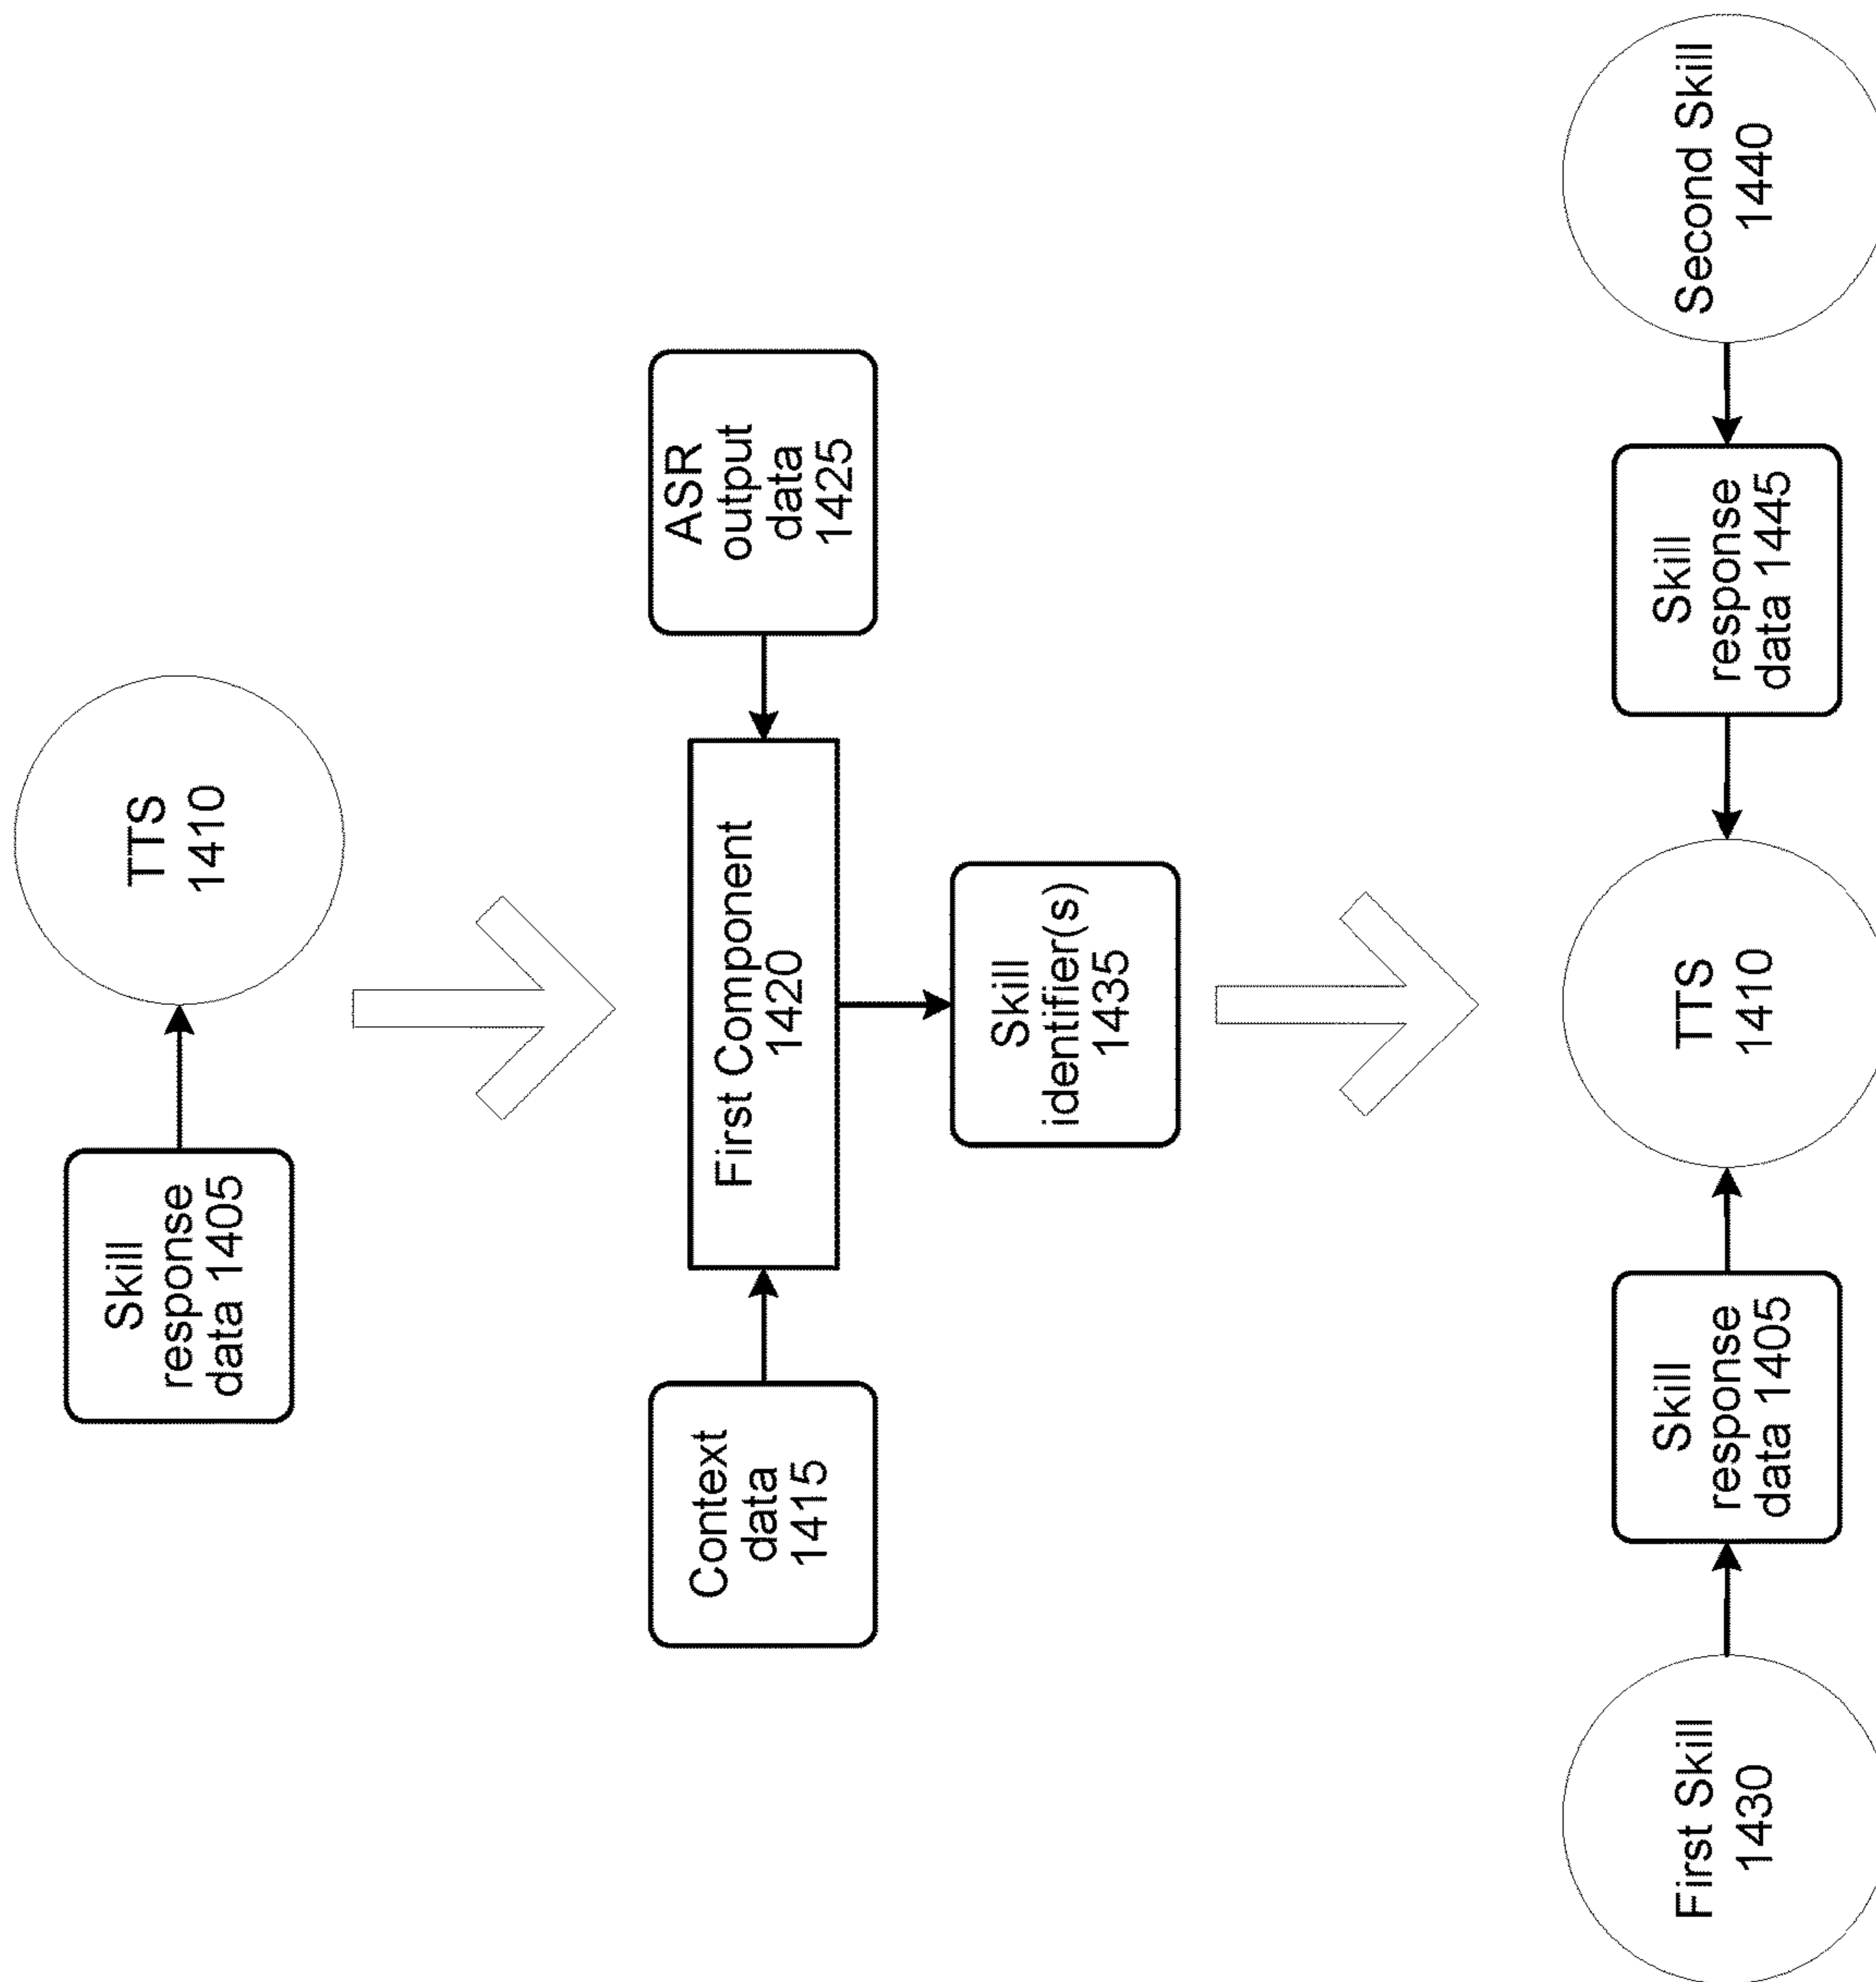 Skill
response
data 1405
TTS
1410
Context
data
1415
First Component
1420
ASR
output
data
1425
Skill
identifier(s)
1435
First Skill
1430
Skill
response
data 1405
TTS
1410
Skill
response
data 1445
Second Skill
1440